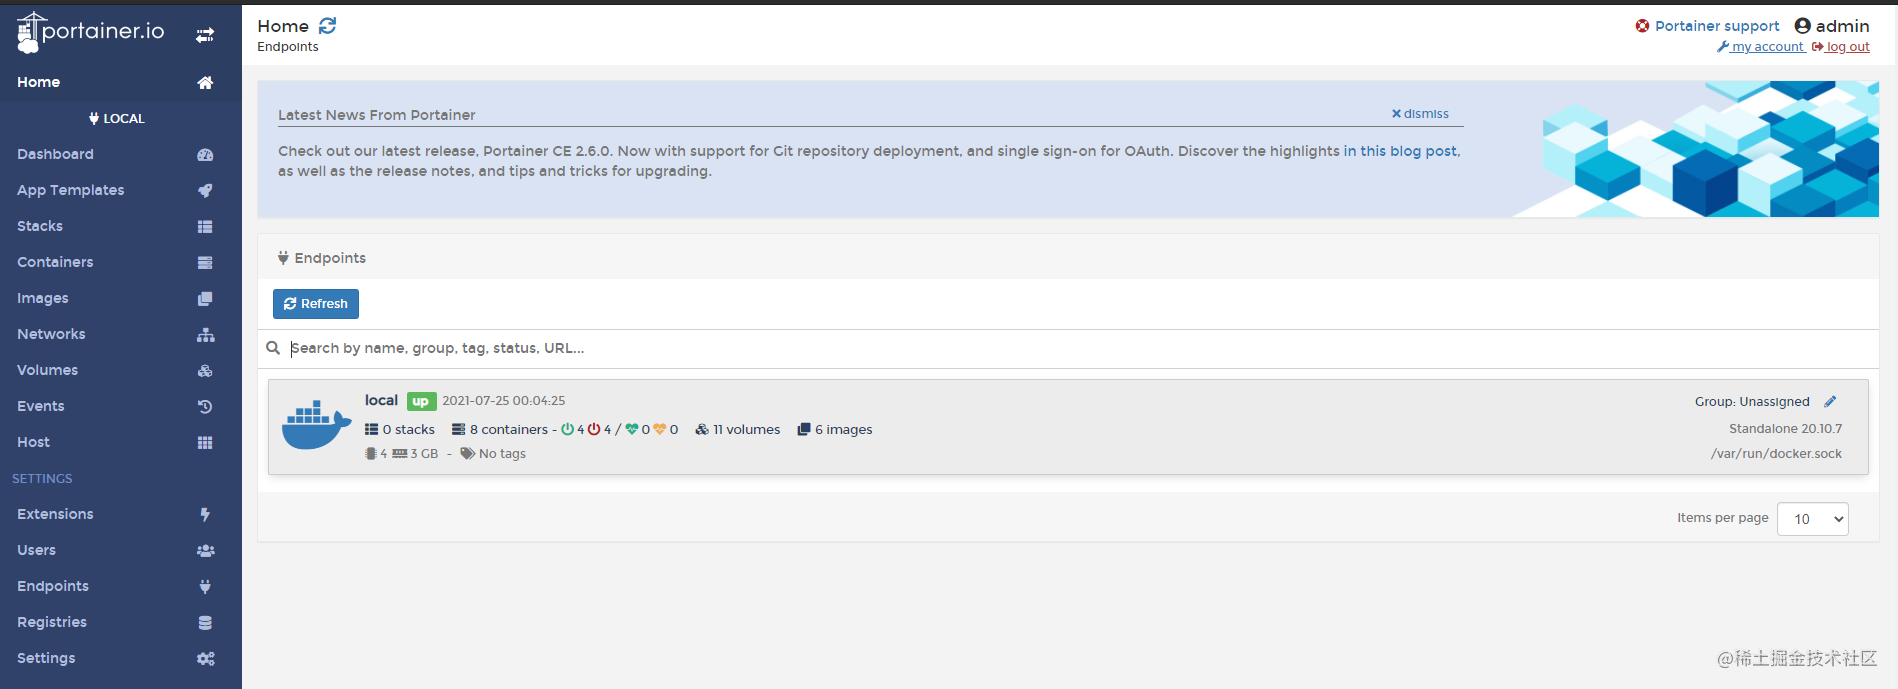 portainer.io
Home
LOCAL
Dashboard
App Templates
Stacks
Containers
Images
Networks
Volumes
Events
Host
SETTINGS
Extensions
Users
Endpoints
Registries
Settings
Home
Endpoints
Portainer support admin
my account log out
Latest News From Portainer
dismiss
Check out our latest release, Portainer CE 2.6.0. Now with support for Git repository deployment, and single sign-on for OAuth. Discover the highlights in this blog post,
as well as the release notes, and tips and tricks for upgrading.
Endpoints
Refresh
Search by name, group, tag, status, URL...
local up 2021-07-25 00:04:25
Group: Unassigned
0 stacks 8 containers - 4 4 / 0 0 11 volumes 6 images
Standalone 20.10.7
4 3 GB - No tags
/var/run/docker.sock
Items per page 10
@稀土掘金技术社区